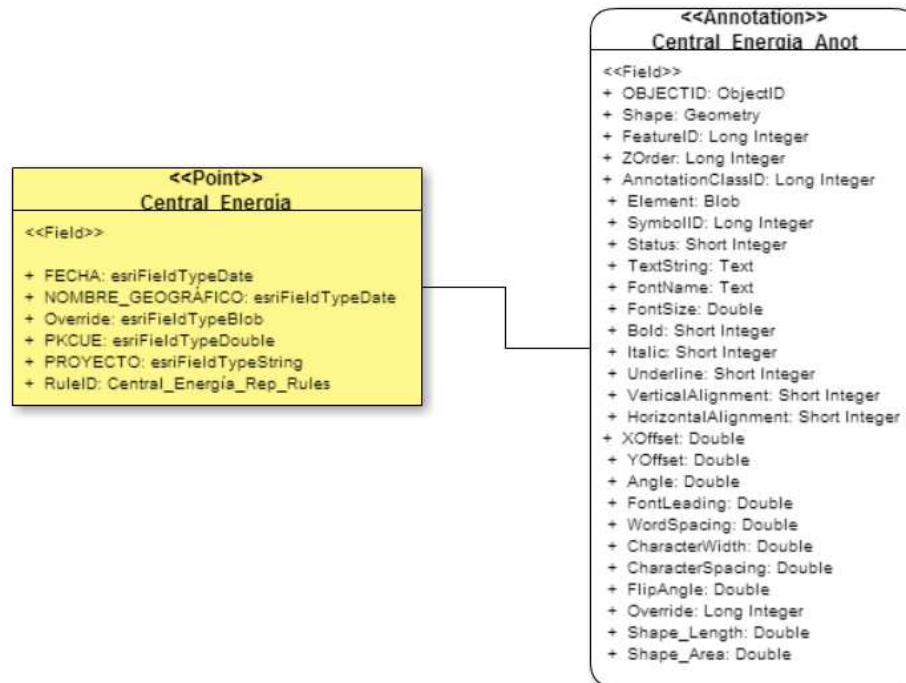 <<Point>>
Central_Energía
<<Field>>
+ FECHA: esriFieldTypeDate
+ NOMBRE_GEOGRÁFICO: esriFieldTypeDate
+ Override: esriFieldTypeBlob
+ PKCUE: esriFieldTypeDouble
+ PROYECTO: esriFieldTypeString
+ RuleID: Central_Energía_Rep_Rules
<<Annotation>>
Central_Energia_Anot
<<Field>>
+ OBJECTID: ObjectID
+ Shape: Geometry
+ FeatureID: Long Integer
+ ZOrder: Long Integer
+ AnnotationClassID: Long Integer
+ Element: Blob
+ SymbolID: Long Integer
+ Status: Short Integer
+ TextString: Text
+ FontName: Text
+ FontSize: Double
+ Bold: Short Integer
+ Italic: Short Integer
+ Underline: Short Integer
+ VerticalAlignment: Short Integer
+ HorizontalAlignment: Short Integer
+ XOffset: Double
+ YOffset: Double
+ Angle: Double
+ FontLeading: Double
+ WordSpacing: Double
+ CharacterWidth: Double
+ CharacterSpacing: Double
+ FlipAngle: Double
+ Override: Long Integer
+ Shape_Length: Double
+ Shape_Area: Double